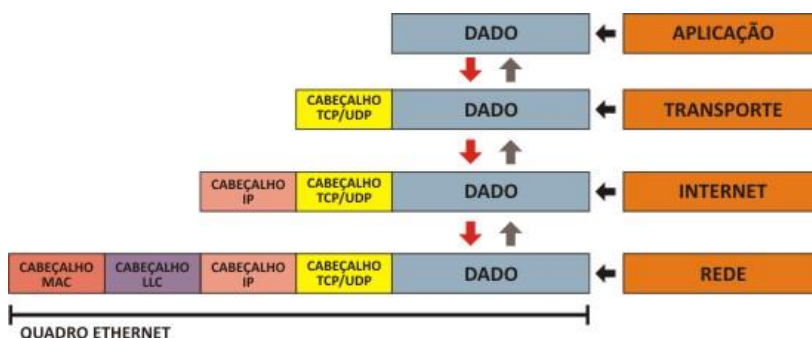 DADO
APLICAÇÃO
CABEÇALHO
TCP/UDP
DADO
TRANSPORTE
CABEÇALHO
IP
CABEÇALHO
TCP/UDP
DADO
INTERNET
CABEÇALHO
MAC
CABEÇALHO
LLC
CABEÇALHO
IP
CABEÇALHO
TCP/UDP
DADO
REDE
QUADRO ETHERNET